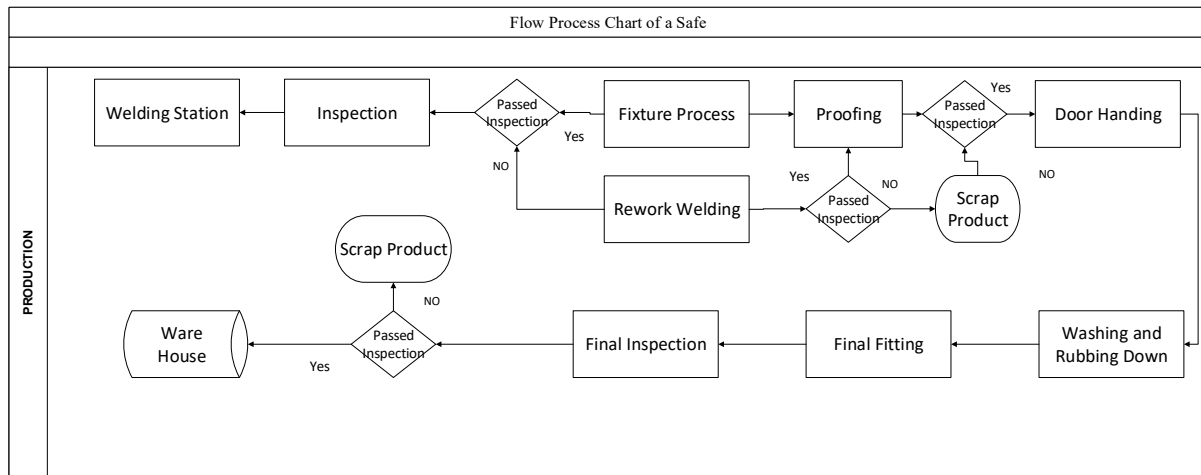 Flow Process Chart of a Safe
PRODUCTION
Welding Station
Inspection
Passed
Inspection
Yes
NO
Fixture Process
Proofing
Passed
Inspection
Yes
NO
Door Handing
Rework Welding
Yes
Passed
Inspection
NO
Scrap
Product
Scrap Product
NO
Ware
House
Yes
Passed
Inspection
Final Inspection
Final Fitting
Washing and
Rubbing Down